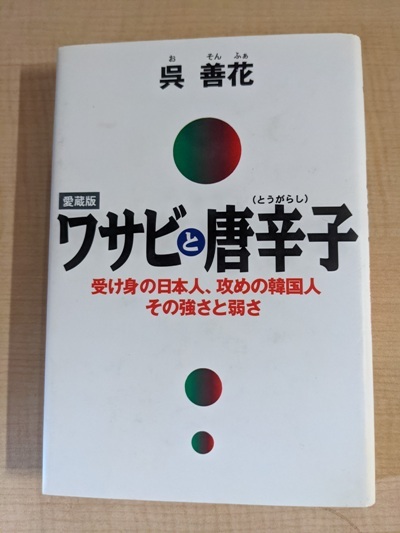 お そんふぁ
呉 善花
愛蔵版
(とうがらし)
ワサビと唐辛子
受け身の日本人、攻めの韓国人
その強さと弱さ